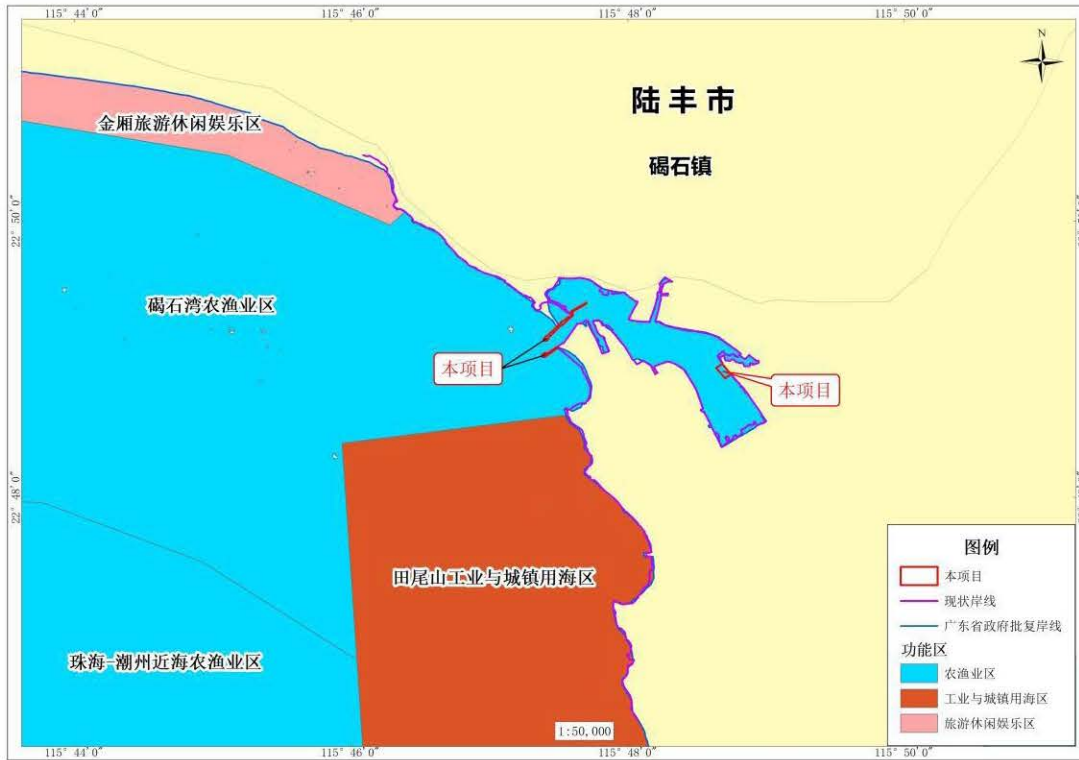 115° 44′ 0″
115° 46′ 0″
115° 48′ 0″
115° 50′ 0″
N
陆丰市
碣石镇
金厢旅游休闲娱乐区
22° 50′ 0″
碣石湾农渔业区
本项目
本项目
22° 48′ 0″
田尾山工业与城镇用海区
珠海-潮州近海农渔业区
1:50,000
图例
本项目
现状岸线
广东省政府批复岸线
功能区
农渔业区
工业与城镇用海区
旅游休闲娱乐区
115° 44′ 0″
115° 46′ 0″
115° 48′ 0″
115° 50′ 0″